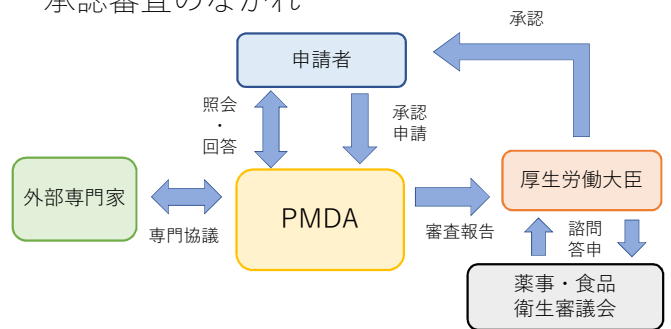 承認審査のながれ
承認
申請者
照会
・
回答
承認
申請
外部専門家
専門協議
PMDA
審査報告
厚生労働大臣
諮問
答申
薬事・食品
衛生審議会